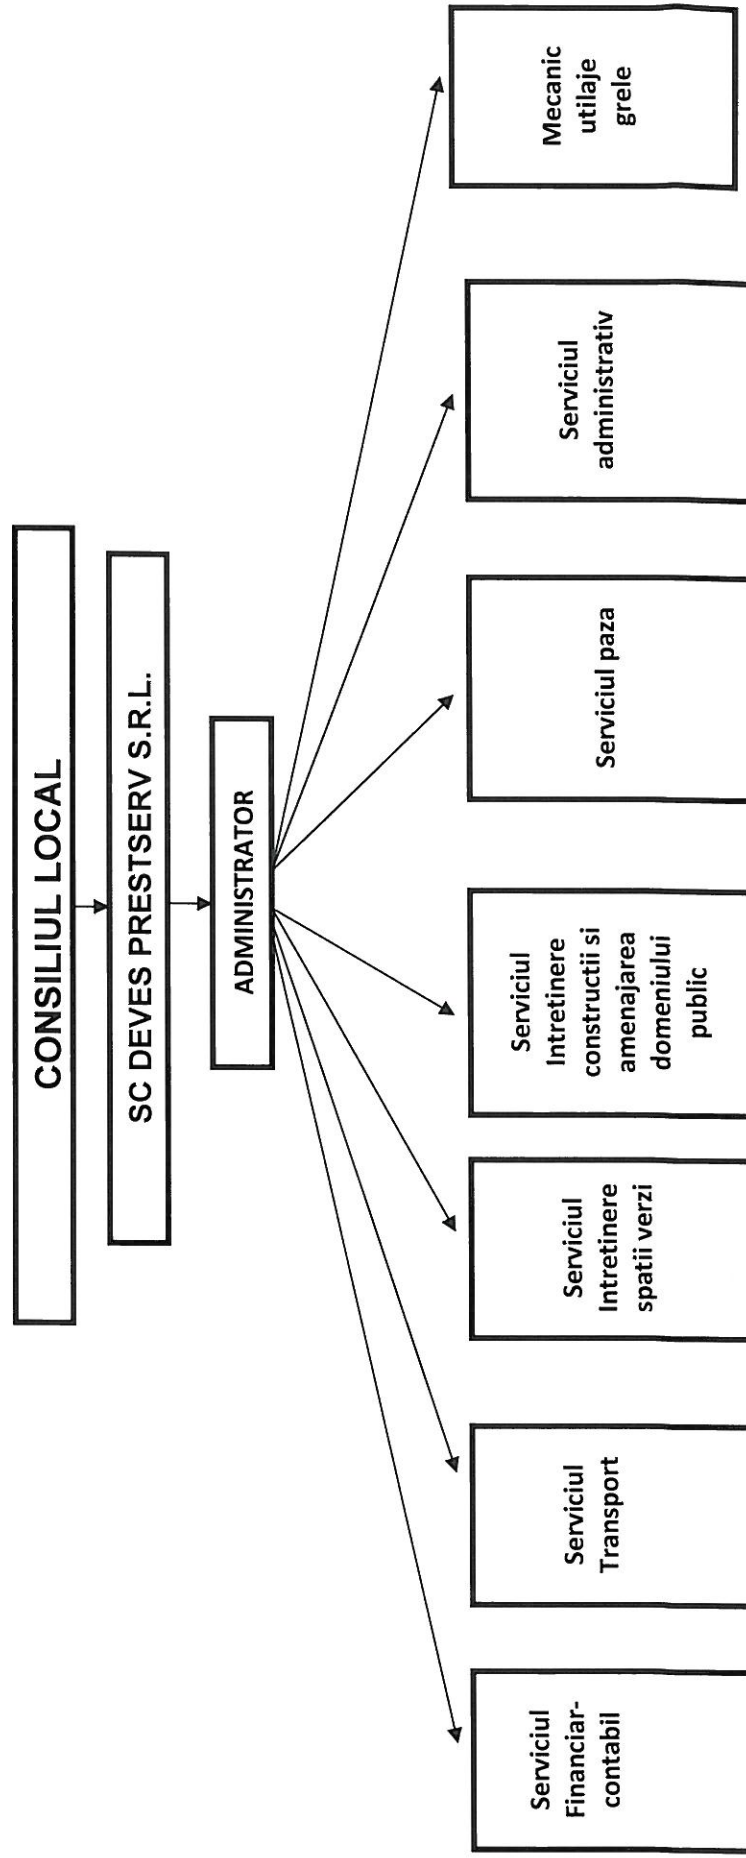 CONSILIUL LOCAL
SC DEVES PRESTSERV S.R.L.
ADMINISTRATOR
Serviciul
Financiar-
contabil
Serviciul
Transport
Serviciul
Intretinere
spatii verzi
Serviciul
Intretinere
constructii si
amenajarea
domeniului
public
Serviciul paza
Serviciul
administrativ
Mecanic
utilaje
grele